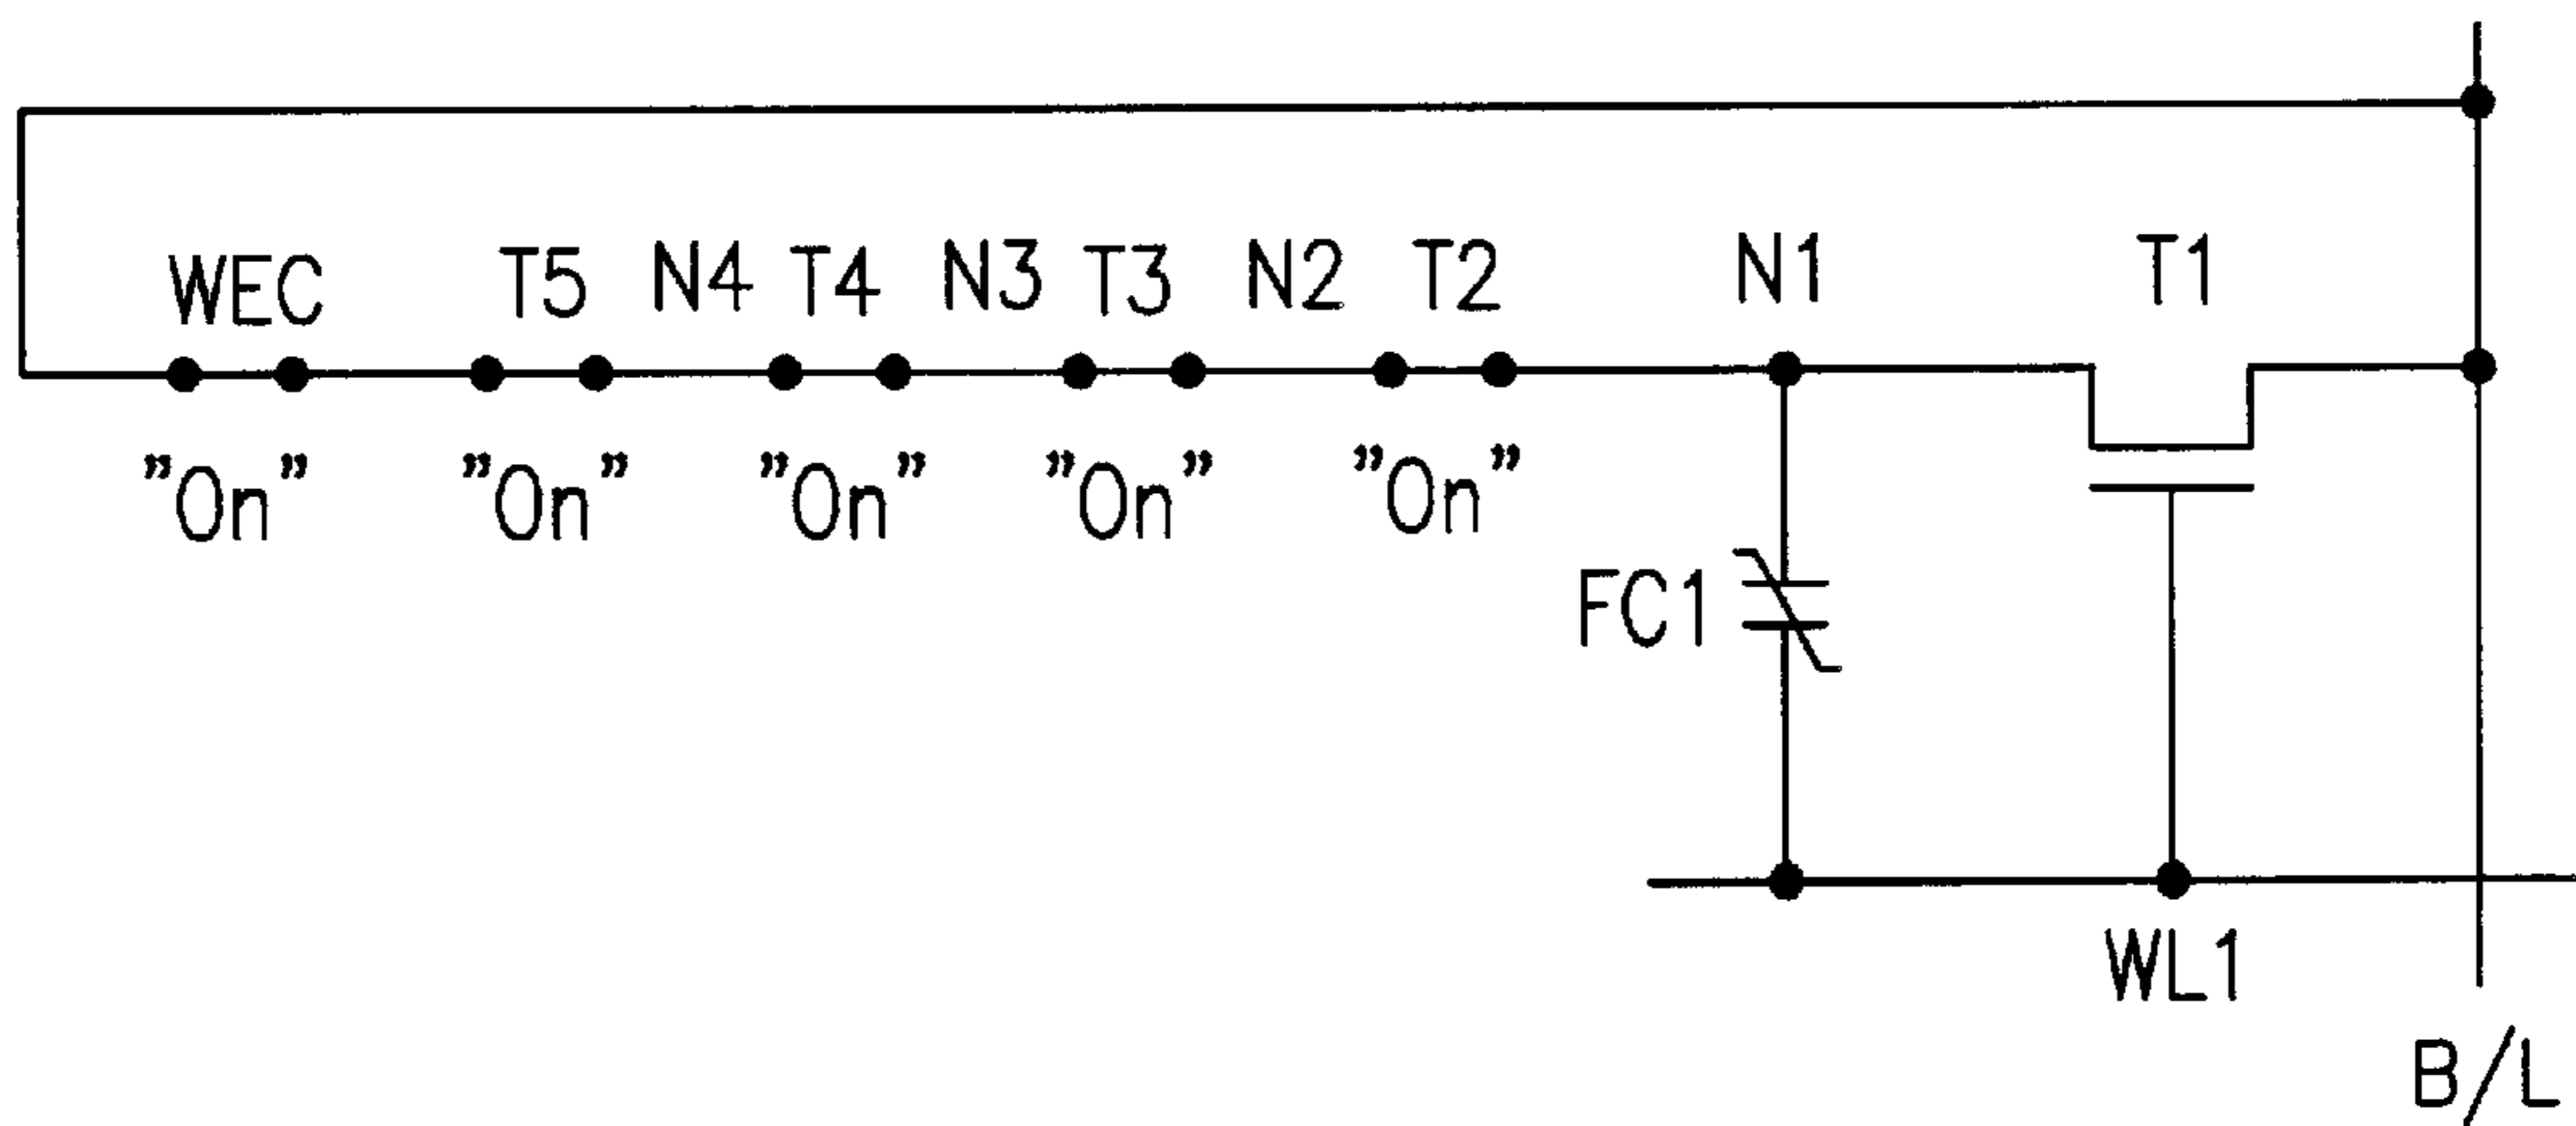 WEC T5 N4 T4 N3 T3 N2 T2 N1 T1
"On" "On" "On" "On" "On"
FC1
WL1
B/L